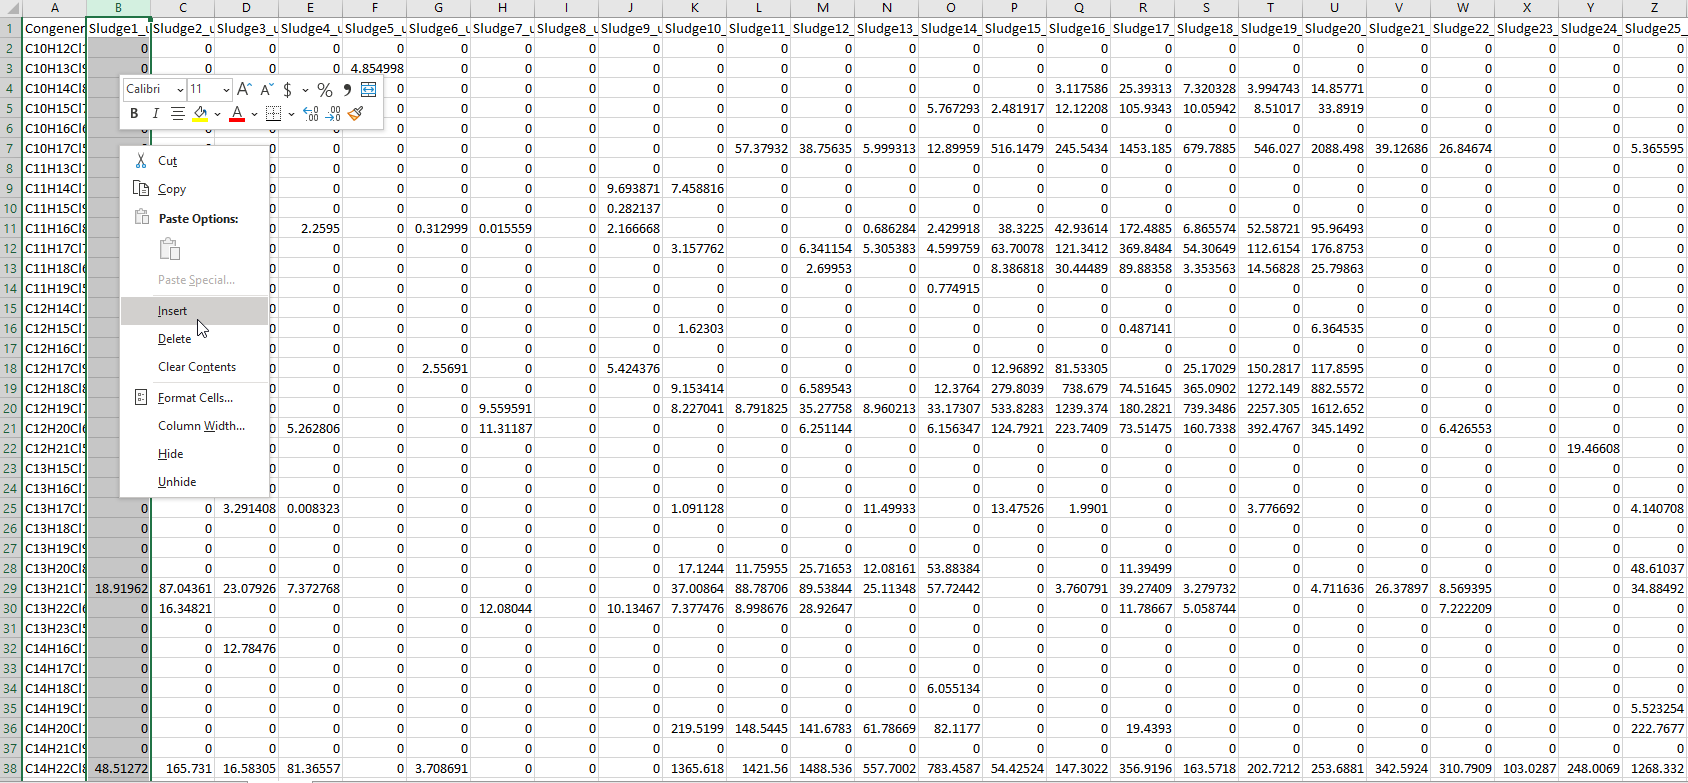 A B C D E F G H I J K L M N O P Q R S T U V W X Y Z
1 Congener Sludge1_u Sludge2_u Sludge3_u Sludge4_u Sludge5_u Sludge6_u Sludge7_u Sludge8_u Sludge9_u Sludge10_ Sludge11_ Sludge12_ Sludge13_ Sludge14_ Sludge15_ Sludge16_ Sludge17_ Sludge18_ Sludge19_ Sludge20_ Sludge21_ Sludge22_ Sludge23_ Sludge24_ Sludge25_
2 C10H12Cl1 0 0 0 0 0 0 0 0 0 0 0 0 0 0 0 0 0 0 0 0 0 0 0 0 0
3 C10H13Cl9 0 0 0 0 4.854998 0 0 0 0 0 0 0 0 0 0 0 0 0 0 0 0 0 0 0 0
Calibri 11 A A $ % ,
4 C10H14Cl8 0 0 0 0 0 0 0 0 0 0 0 3.117586 25.39313 7.320328 3.994743 14.85771 0 0 0 0 0
B I A .00
5 C10H15Cl7 0 0 0 0 0 0 0 0 0 5.767293 2.481917 12.12208 105.9343 10.05942 8.51017 33.8919 0 0 0 0 0
6 C10H16Cl6 0 0 0 0 0 0 0 0 0 0 0 0 0 0 0 0 0 0 0 0 0 0 0 0 0
7 C10H17Cl5 0 0 0 0 0 0 0 0 0 57.37932 38.75635 5.999313 12.89959 516.1479 245.5434 1453.185 679.7885 546.027 2088.498 39.12686 26.84674 0 0 5.365595
8 C11H13Cl1 0 0 0 0 0 0 0 0 0 0 0 0 0 0 0 0 0 0 0 0 0 0 0
9 C11H14Cl1 0 0 0 0 0 0 9.693871 7.458816 0 0 0 0 0 0 0 0 0 0 0 0 0 0 0
10 C11H15Cl9 0 0 0 0 0 0 0.282137 0 0 0 0 0 0 0 0 0 0 0 0 0 0 0 0
11 C11H16Cl8 0 2.2595 0 0.312999 0.015559 0 2.166668 0 0 0 0.686284 2.429918 38.3225 42.93614 172.4885 6.865574 52.58721 95.96493 0 0 0 0 0
12 C11H17Cl7 0 0 0 0 0 0 0 3.157762 0 6.341154 5.305383 4.599759 63.70078 121.3412 369.8484 54.30649 112.6154 176.8753 0 0 0 0 0
13 C11H18Cl6 0 0 0 0 0 0 0 0 0 2.69953 0 0 8.386818 30.44489 89.88358 3.353563 14.56828 25.79863 0 0 0 0 0
14 C11H19Cl5 0 0 0 0 0 0 0 0 0 0 0 0.774915 0 0 0 0 0 0 0 0 0 0 0
15 C12H14Cl1 0 0 0 0 0 0 0 0 0 0 0 0 0 0 0 0 0 0 0 0 0 0 0
16 C12H15Cl1 0 0 0 0 0 0 0 1.62303 0 0 0 0 0 0 0.487141 0 0 6.364535 0 0 0 0 0
17 C12H16Cl1 0 0 0 0 0 0 0 0 0 0 0 0 0 0 0 0 0 0 0 0 0 0 0
18 C12H17Cl9 0 0 0 2.55691 0 0 5.424376 0 0 0 0 0 12.96892 81.53305 0 25.17029 150.2817 117.8595 0 0 0 0 0
19 C12H18Cl8 0 0 0 0 0 0 0 9.153414 0 6.589543 0 12.3764 279.8039 738.679 74.51645 365.0902 1272.149 882.5572 0 0 0 0 0
20 C12H19Cl7 0 0 0 0 9.559591 0 0 8.227041 8.791825 35.27758 8.960213 33.17307 533.8283 1239.374 180.2821 739.3486 2257.305 1612.652 0 0 0 0 0
21 C12H20Cl6 0 5.262806 0 0 11.31187 0 0 0 0 6.251144 0 6.156347 124.7921 223.7409 73.51475 160.7338 392.4767 345.1492 0 6.426553 0 0 0
22 C12H21Cl5 0 0 0 0 0 0 0 0 0 0 0 0 0 0 0 0 0 0 0 0 0 19.46608 0
23 C13H15Cl1 0 0 0 0 0 0 0 0 0 0 0 0 0 0 0 0 0 0 0 0 0 0 0
24 C13H16Cl1 0 0 0 0 0 0 0 0 0 0 0 0 0 0 0 0 0 0 0 0 0 0 0
Cut
Copy
Paste Options:
Paste Special...
Insert
Delete
Clear Contents
Format Cells...
Column Width...
Hide
Unhide
25 C13H17Cl1 0 0 3.291408 0.008323 0 0 0 0 0 1.091128 0 0 11.49933 0 13.47526 1.9901 0 0 3.776692 0 0 0 0 0 4.140708
26 C13H18Cl1 0 0 0 0 0 0 0 0 0 0 0 0 0 0 0 0 0 0 0 0 0 0 0 0 0
27 C13H19Cl9 0 0 0 0 0 0 0 0 0 0 0 0 0 0 0 0 0 0 0 0 0 0 0 0 0
28 C13H20Cl8 0 0 0 0 0 0 0 0 0 17.1244 11.75955 25.71653 12.08161 53.88384 0 0 11.39499 0 0 0 0 0 0 0 48.61037
29 C13H21Cl7 18.91962 87.04361 23.07926 7.372768 0 0 0 0 0 37.00864 88.78706 89.53844 25.11348 57.72442 0 3.760791 39.27409 3.279732 0 4.711636 26.37897 8.569395 0 0 34.88492
30 C13H22Cl6 0 16.34821 0 0 0 0 12.08044 0 10.13467 7.377476 8.998676 28.92647 0 0 0 0 11.78667 5.058744 0 0 0 7.222209 0 0 0
31 C13H23Cl5 0 0 0 0 0 0 0 0 0 0 0 0 0 0 0 0 0 0 0 0 0 0 0 0 0
32 C14H16Cl1 0 0 12.78476 0 0 0 0 0 0 0 0 0 0 0 0 0 0 0 0 0 0 0 0 0 0
33 C14H17Cl1 0 0 0 0 0 0 0 0 0 0 0 0 0 0 0 0 0 0 0 0 0 0 0 0 0
34 C14H18Cl1 0 0 0 0 0 0 0 0 0 0 0 0 0 6.055134 0 0 0 0 0 0 0 0 0 0 0
35 C14H19Cl1 0 0 0 0 0 0 0 0 0 0 0 0 0 0 0 0 0 0 0 0 0 0 0 0 5.523254
36 C14H20Cl1 0 0 0 0 0 0 0 0 0 219.5199 148.5445 141.6783 61.78669 82.1177 0 0 19.4393 0 0 0 0 0 0 0 222.7677
37 C14H21Cl9 0 0 0 0 0 0 0 0 0 0 0 0 0 0 0 0 0 0 0 0 0 0 0 0 0
38 C14H22Cl8 48.51272 165.731 16.58305 81.36557 0 3.708691 0 0 0 1365.618 1421.56 1488.536 557.7002 783.4587 54.42524 147.3022 356.9196 163.5718 202.7212 253.6881 342.5924 310.7909 103.0287 248.0069 1268.332